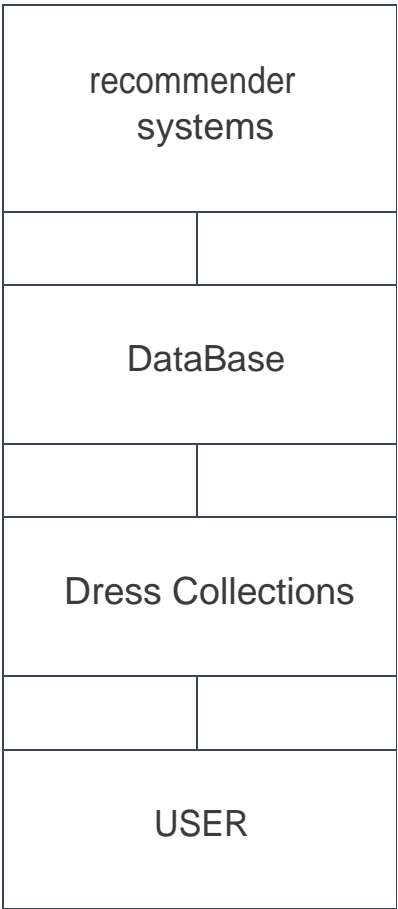 recommender
systems
DataBase
Dress Collections
USER